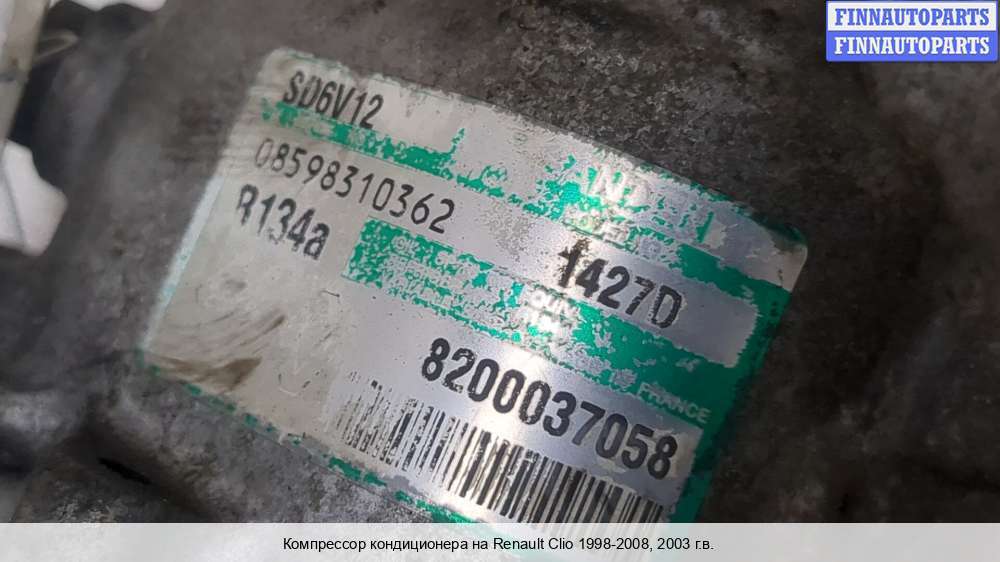 FINNAUTOPARTS
FINNAUTOPARTS
SD6V12
08598310362
R134a
1427D
8200037058
FRANCE
Компрессор кондиционера на Renault Clio 1998-2008, 2003 г.в.